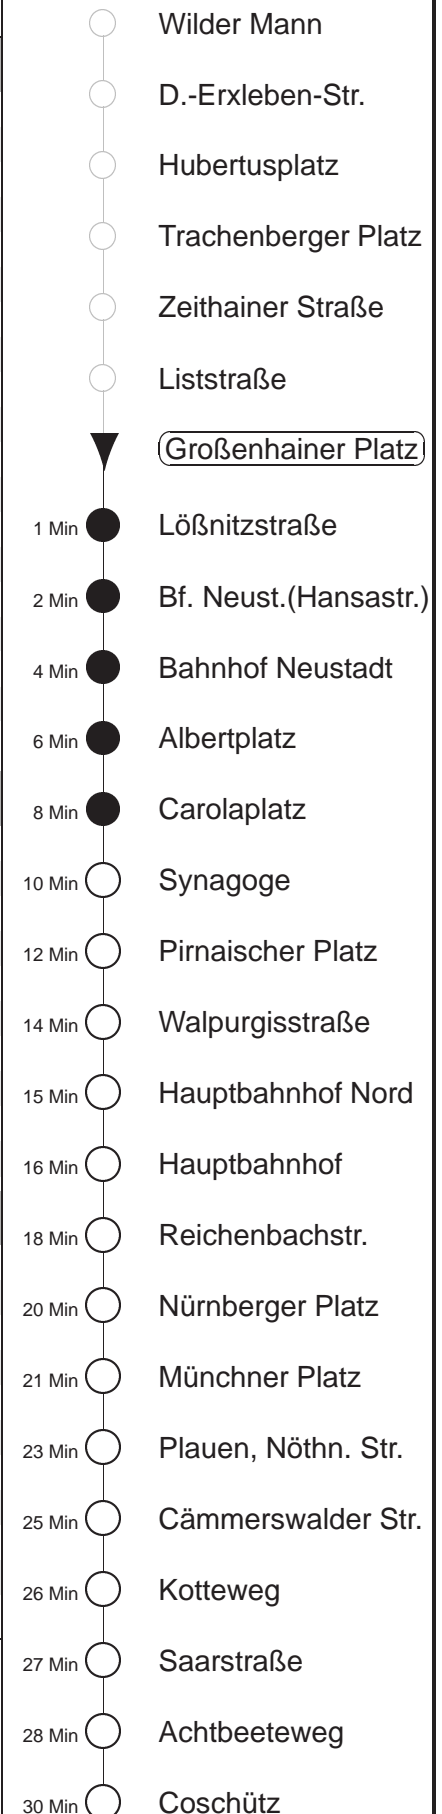 Wilder Mann
D.-Erxleben-Str.
Hubertusplatz
Trachenberger Platz
Zeithainer Straße
Liststraße
Großenhainer Platz
1 Min Lößnitzstraße
2 Min Bf. Neust.(Hansastr.)
4 Min Bahnhof Neustadt
6 Min Albertplatz
8 Min Carolaplatz
10 Min Synagoge
12 Min Pirnaischer Platz
14 Min Walpurgisstraße
15 Min Hauptbahnhof Nord
16 Min Hauptbahnhof
18 Min Reichenbachstr.
20 Min Nürnberger Platz
21 Min Münchner Platz
23 Min Plauen, Nöthn. Str.
25 Min Cämmerswalder Str.
26 Min Kotteweg
27 Min Saarstraße
28 Min Achtbeeteweg
30 Min Coschütz